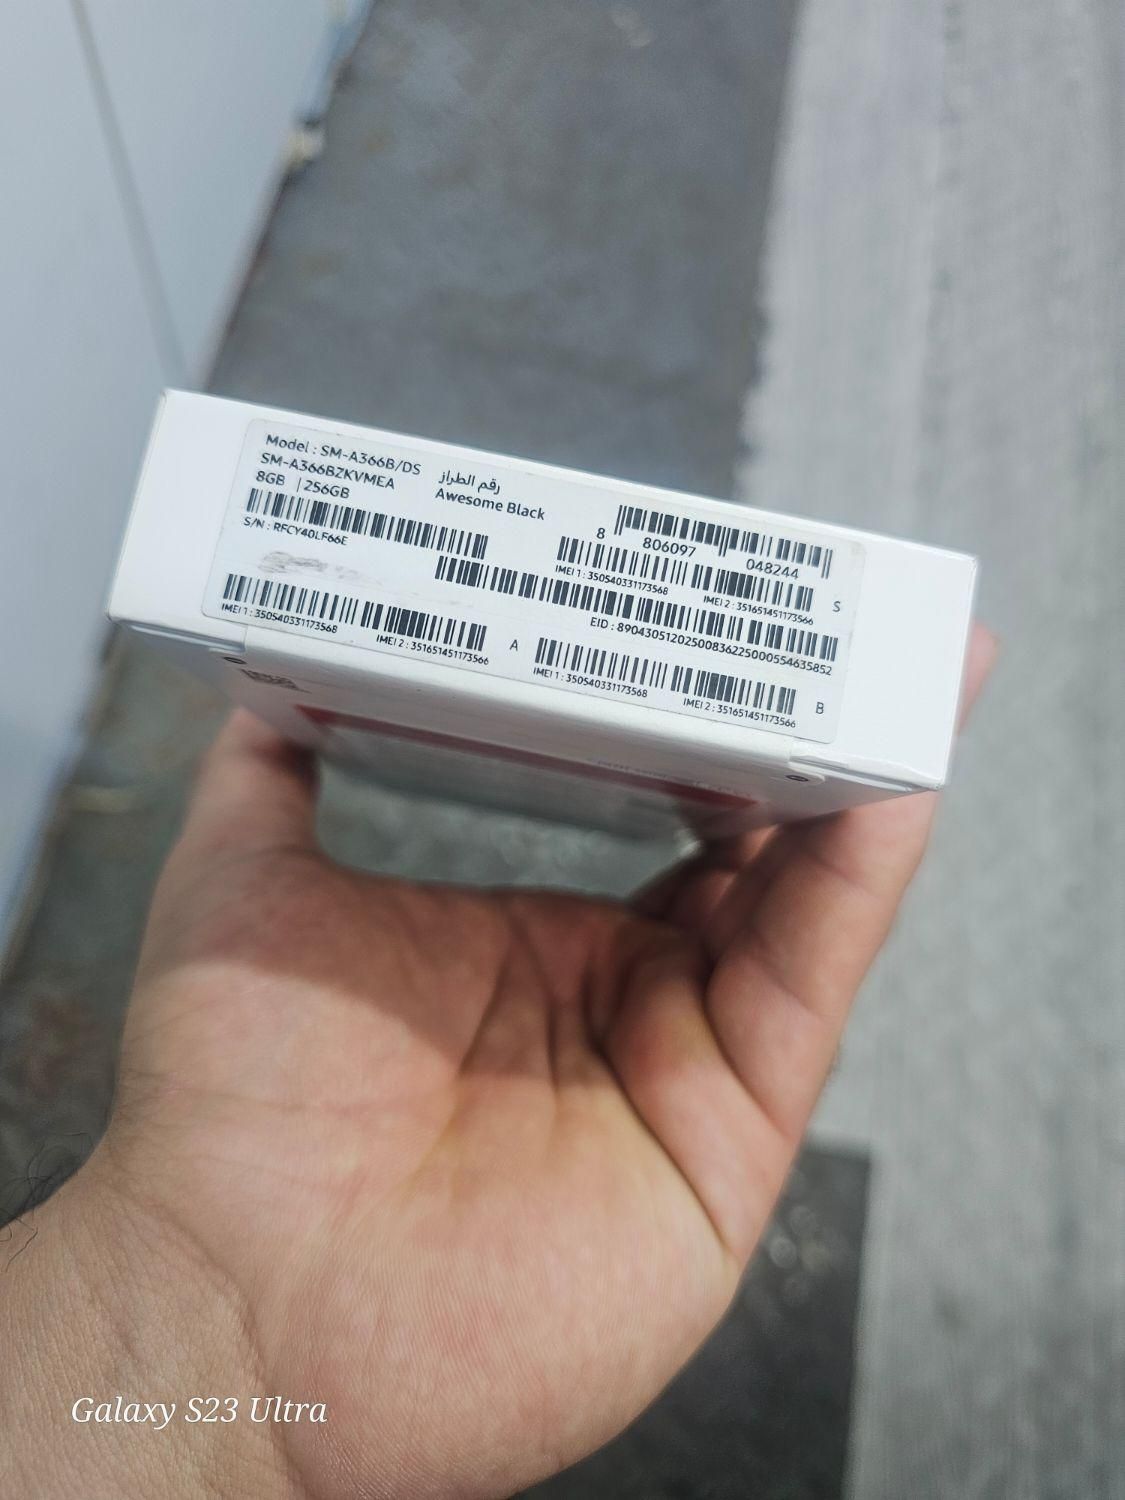 Model : SM-A366B/DS
SM-A366BZKVMEA
رقم الطراز
8GB | 256GB
Awesome Black
S/N : RFCY40LF66E
8 806097 048244
IMEI 1 : 350540331173568
IMEI 2 : 351651451173566
S
EID : 89043051202500836225000554635852
IMEI 1 : 350540331173568
IMEI 2 : 351651451173566
A
IMEI 1 : 350540331173568
IMEI 2 : 351651451173566
B
Galaxy S23 Ultra